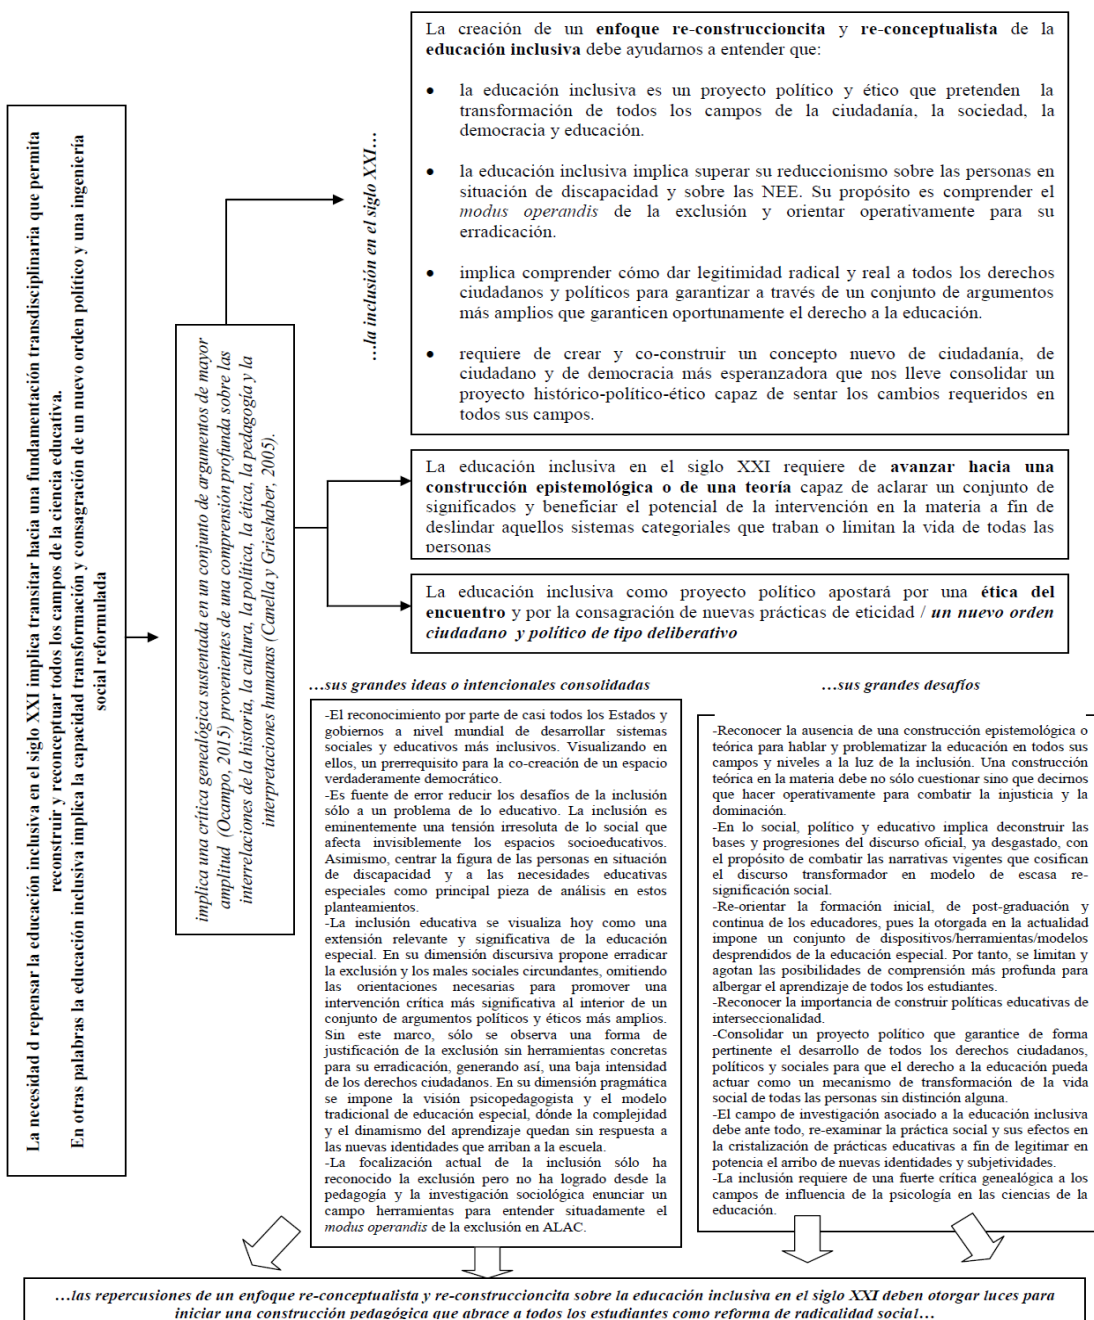 La necesidad d repensar la educación inclusiva en el siglo XXI implica transitar hacia una fundamentación transdisciplinaria que permita
reconstruir y reconceptuar todos los campos de la ciencia educativa.
En otras palabras la educación inclusiva implica la capacidad transformación y consagración de un nuevo orden político y una ingeniería
social reformulada
implica una crítica genealógica sustentada en un conjunto de argumentos de mayor
amplitud (Ocampo, 2015) provenientes de una comprensión profunda sobre las
interrelaciones de la historia, la cultura, la política, la ética, la pedagogía y la
interpretaciones humanas (Canella y Grieshaber, 2005).
...la inclusión en el siglo XXI...
La creación de un enfoque re-construccioncita y re-conceptualista de la
educación inclusiva debe ayudarnos a entender que:
• la educación inclusiva es un proyecto político y ético que pretenden la
transformación de todos los campos de la ciudadanía, la sociedad, la
democracia y educación.
• la educación inclusiva implica superar su reduccionismo sobre las personas en
situación de discapacidad y sobre las NEE. Su propósito es comprender el
modus operandis de la exclusión y orientar operativamente para su
erradicación.
• implica comprender cómo dar legitimidad radical y real a todos los derechos
ciudadanos y políticos para garantizar a través de un conjunto de argumentos
más amplios que garanticen oportunamente el derecho a la educación.
• requiere de crear y co-construir un concepto nuevo de ciudadanía, de
ciudadano y de democracia más esperanzadora que nos lleve consolidar un
proyecto histórico-político-ético capaz de sentar los cambios requeridos en
todos sus campos.
La educación inclusiva en el siglo XXI requiere de avanzar hacia una
construcción epistemológica o de una teoría capaz de aclarar un conjunto de
significados y beneficiar el potencial de la intervención en la materia a fin de
deslindar aquellos sistemas categoriales que traban o limitan la vida de todas las
personas
La educación inclusiva como proyecto político apostará por una ética del
encuentro y por la consagración de nuevas prácticas de eticidad / un nuevo orden
ciudadano y político de tipo deliberativo
...sus grandes ideas o intencionales consolidadas
-El reconocimiento por parte de casi todos los Estados y
gobiernos a nivel mundial de desarrollar sistemas
sociales y educativos más inclusivos. Visualizando en
ellos, un prerrequisito para la co-creación de un espacio
verdaderamente democrático.
-Es fuente de error reducir los desafíos de la inclusión
sólo a un problema de lo educativo. La inclusión es
eminentemente una tensión irresoluta de lo social que
afecta invisiblemente los espacios socioeducativos.
Asimismo, centrar la figura de las personas en situación
de discapacidad y a las necesidades educativas
especiales como principal pieza de análisis en estos
planteamientos.
-La inclusión educativa se visualiza hoy como una
extensión relevante y significativa de la educación
especial. En su dimensión discursiva propone erradicar
la exclusión y los males sociales circundantes, omitiendo
las orientaciones necesarias para promover una
intervención crítica más significativa al interior de un
conjunto de argumentos políticos y éticos más amplios.
Sin este marco, sólo se observa una forma de
justificación de la exclusión sin herramientas concretas
para su erradicación, generando así, una baja intensidad
de los derechos ciudadanos. En su dimensión pragmática
se impone la visión psicopedagogista y el modelo
tradicional de educación especial, dónde la complejidad
y el dinamismo del aprendizaje quedan sin respuesta a
las nuevas identidades que arriban a la escuela.
-La focalización actual de la inclusión sólo ha
reconocido la exclusión pero no ha logrado desde la
pedagogía y la investigación sociológica enunciar un
campo herramientas para entender situadamente el
modus operandis de la exclusión en ALAC.
...sus grandes desafíos
-Reconocer la ausencia de una construcción epistemológica o
teórica para hablar y problematizar la educación en todos sus
campos y niveles a la luz de la inclusión. Una construcción
teórica en la materia debe no sólo cuestionar sino que decirnos
que hacer operativamente para combatir la injusticia y la
dominación.
-En lo social, político y educativo implica deconstruir las
bases y progresiones del discurso oficial, ya desgastado, con
el propósito de combatir las narrativas vigentes que cosifican
el discurso transformador en modelo de escasa re-
significación social.
-Re-orientar la formación inicial, de post-graduación y
continua de los educadores, pues la otorgada en la actualidad
impone un conjunto de dispositivos/herramientas/modelos
desprendidos de la educación especial. Por tanto, se limitan y
agotan las posibilidades de comprensión más profunda para
albergar el aprendizaje de todos los estudiantes.
-Reconocer la importancia de construir políticas educativas de
interseccionalidad.
-Consolidar un proyecto político que garantice de forma
pertinente el desarrollo de todos los derechos ciudadanos,
políticos y sociales para que el derecho a la educación pueda
actuar como un mecanismo de transformación de la vida
social de todas las personas sin distinción alguna.
-El campo de investigación asociado a la educación inclusiva
debe ante todo, re-examinar la práctica social y sus efectos en
la cristalización de prácticas educativas a fin de legitimar en
potencia el arribo de nuevas identidades y subjetividades.
-La inclusión requiere de una fuerte crítica genealógica a los
campos de influencia de la psicología en las ciencias de la
educación.
...las repercusiones de un enfoque re-conceptualista y re-construccioncita sobre la educación inclusiva en el siglo XXI deben otorgar luces para
iniciar una construcción pedagógica que abrace a todos los estudiantes como reforma de radicalidad social...